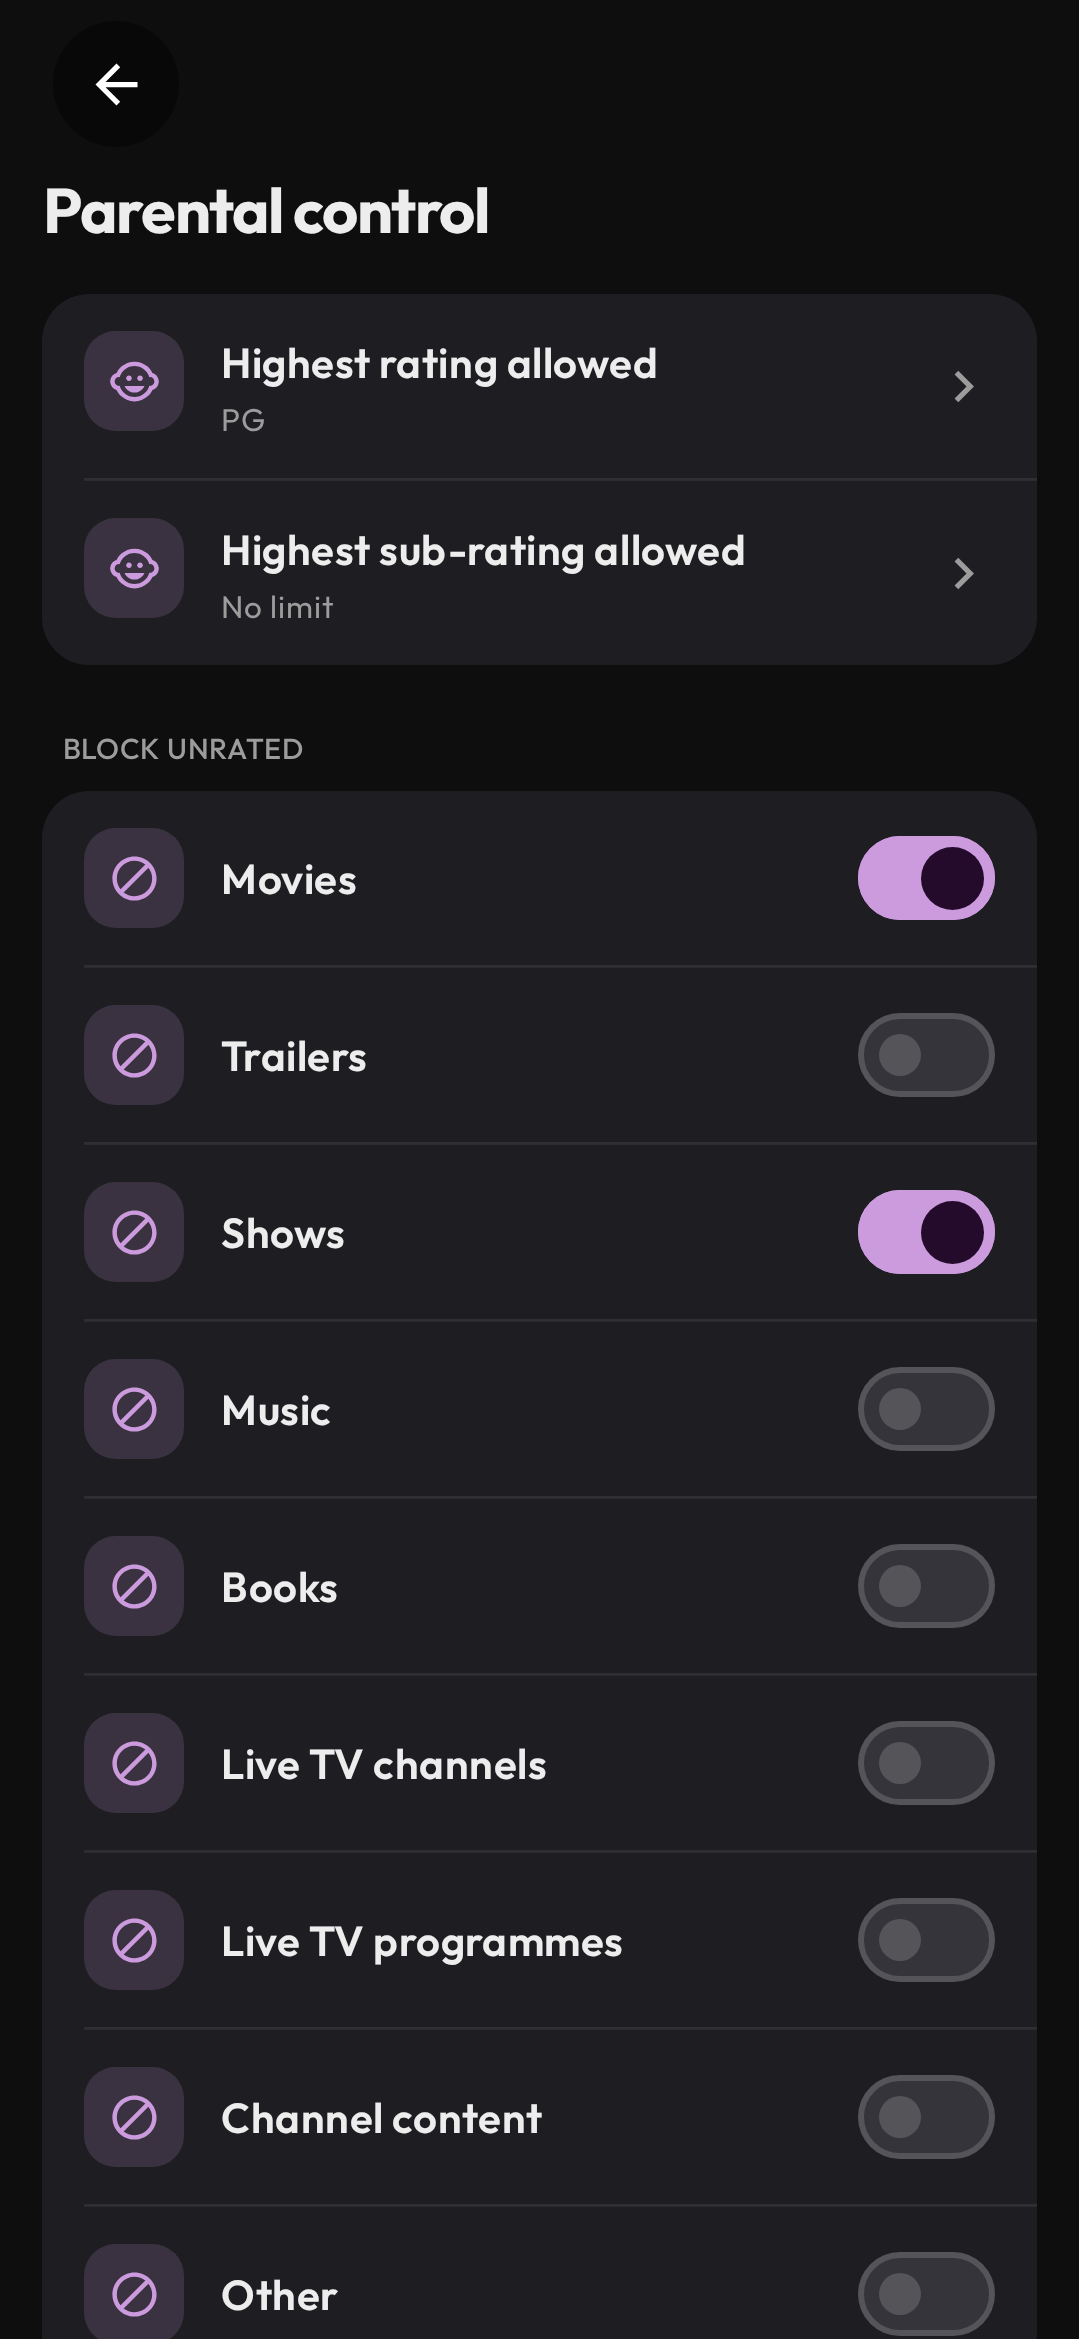 Parental control
Highest rating allowed
PG
Highest sub-rating allowed
No limit
BLOCK UNRATED
Movies
Trailers
Shows
Music
Books
Live TV channels
Live TV programmes
Channel content
Other